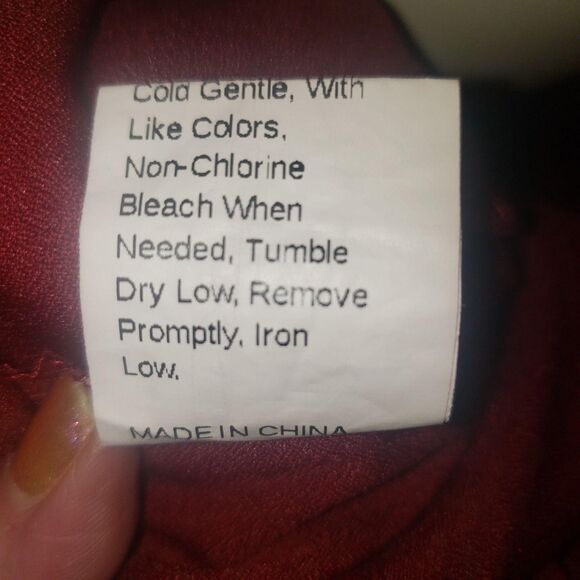 Cold Gentle, With
Like Colors,
Non-Chlorine
Bleach When
Needed, Tumble
Dry Low, Remove
Promptly, Iron
Low.
MADE IN CHINA